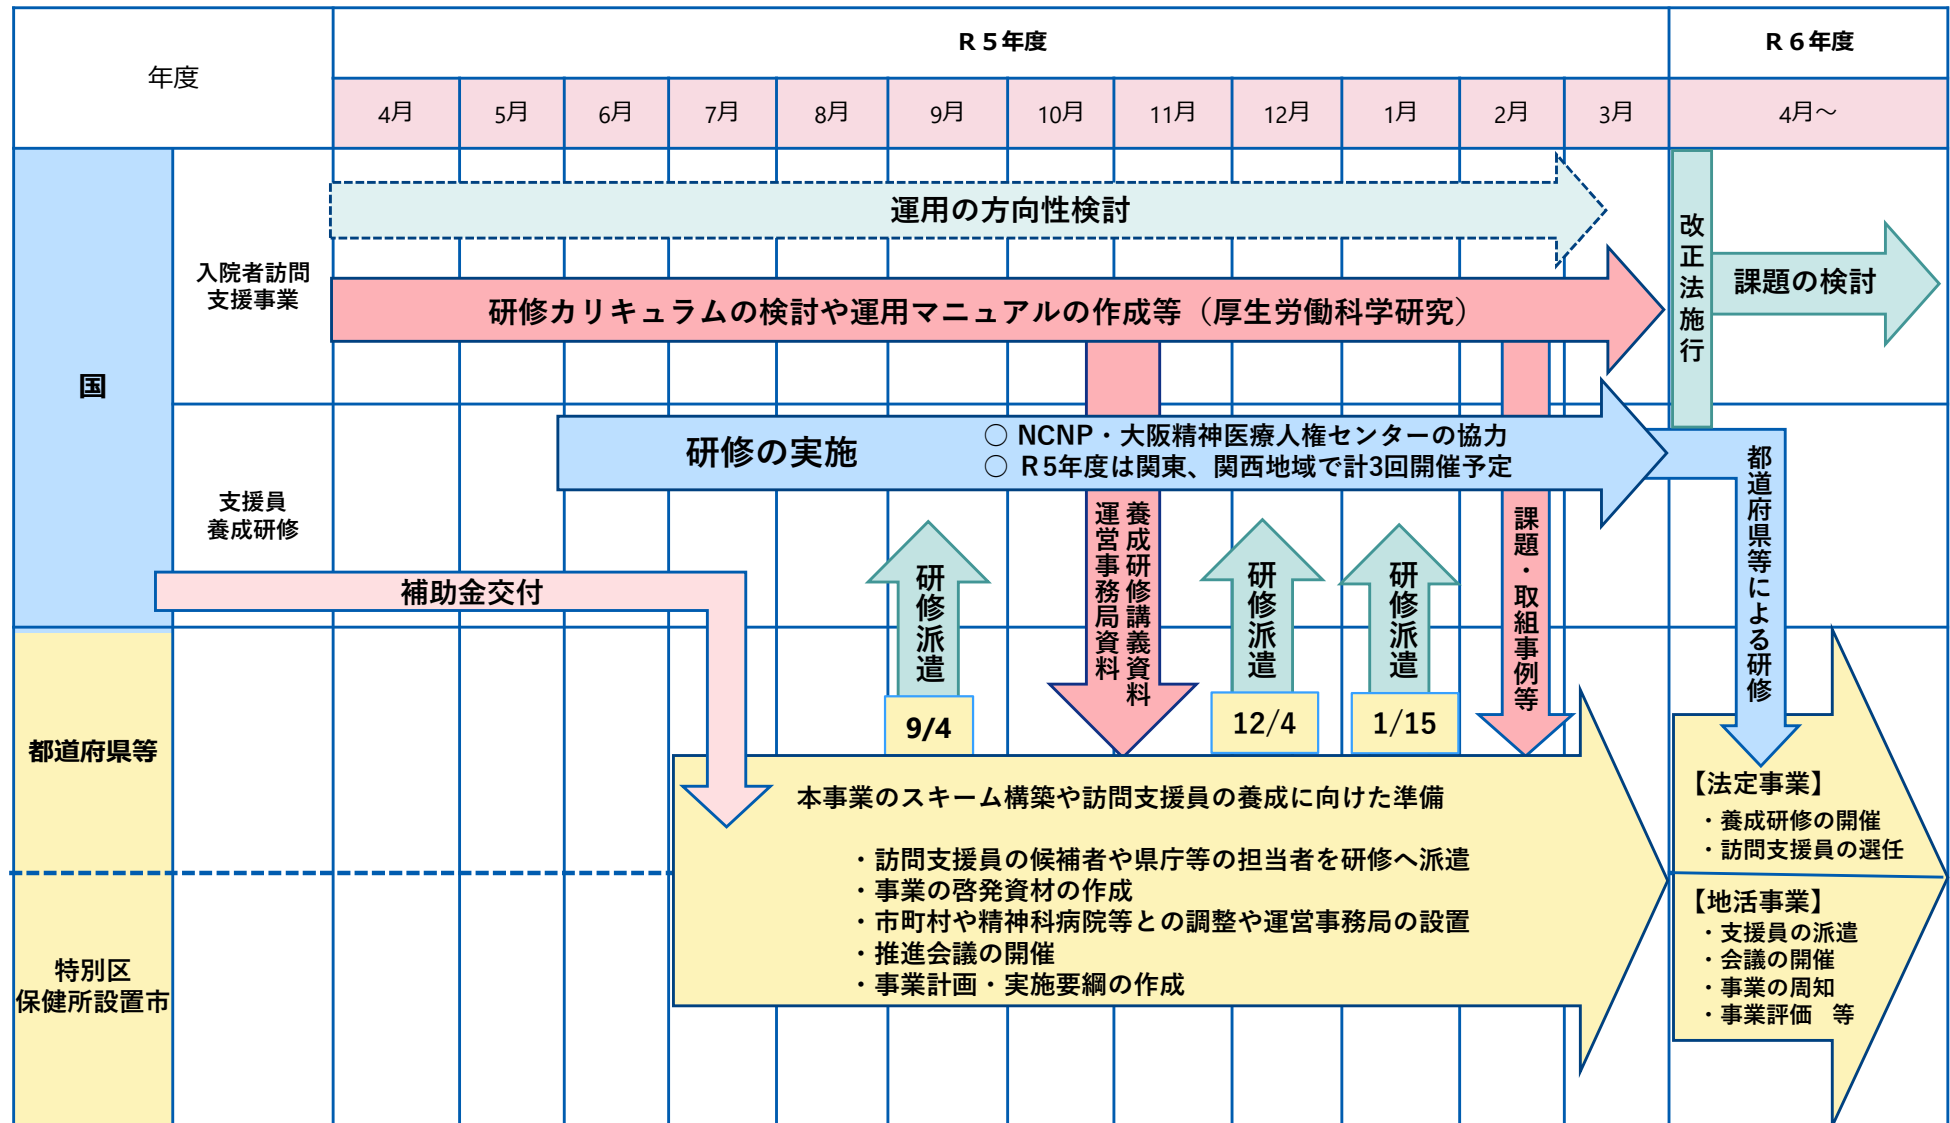 年度
R５年度
R６年度
4月
5月
6月
7月
8月
9月
10月
11月
12月
1月
2月
3月
4月～
国
入院者訪問
支援事業
運用の方向性検討
研修カリキュラムの検討や運用マニュアルの作成等（厚生労働科学研究）
改正法施行
課題の検討
支援員
養成研修
研修の実施
○ NCNP・大阪精神医療人権センターの協力
○ R5年度は関東、関西地域で計3回開催予定
養成研修講義資料
運営事務局資料
課題・取組事例等
都道府県等による研修
補助金交付
研修派遣
研修派遣
研修派遣
9/4
12/4
1/15
都道府県等
特別区
保健所設置市
本事業のスキーム構築や訪問支援員の養成に向けた準備
・訪問支援員の候補者や県庁等の担当者を研修へ派遣
・事業の啓発資材の作成
・市町村や精神科病院等との調整や運営事務局の設置
・推進会議の開催
・事業計画・実施要綱の作成
【法定事業】
・養成研修の開催
・訪問支援員の選任
【地活事業】
・支援員の派遣
・会議の開催
・事業の周知
・事業評価　等